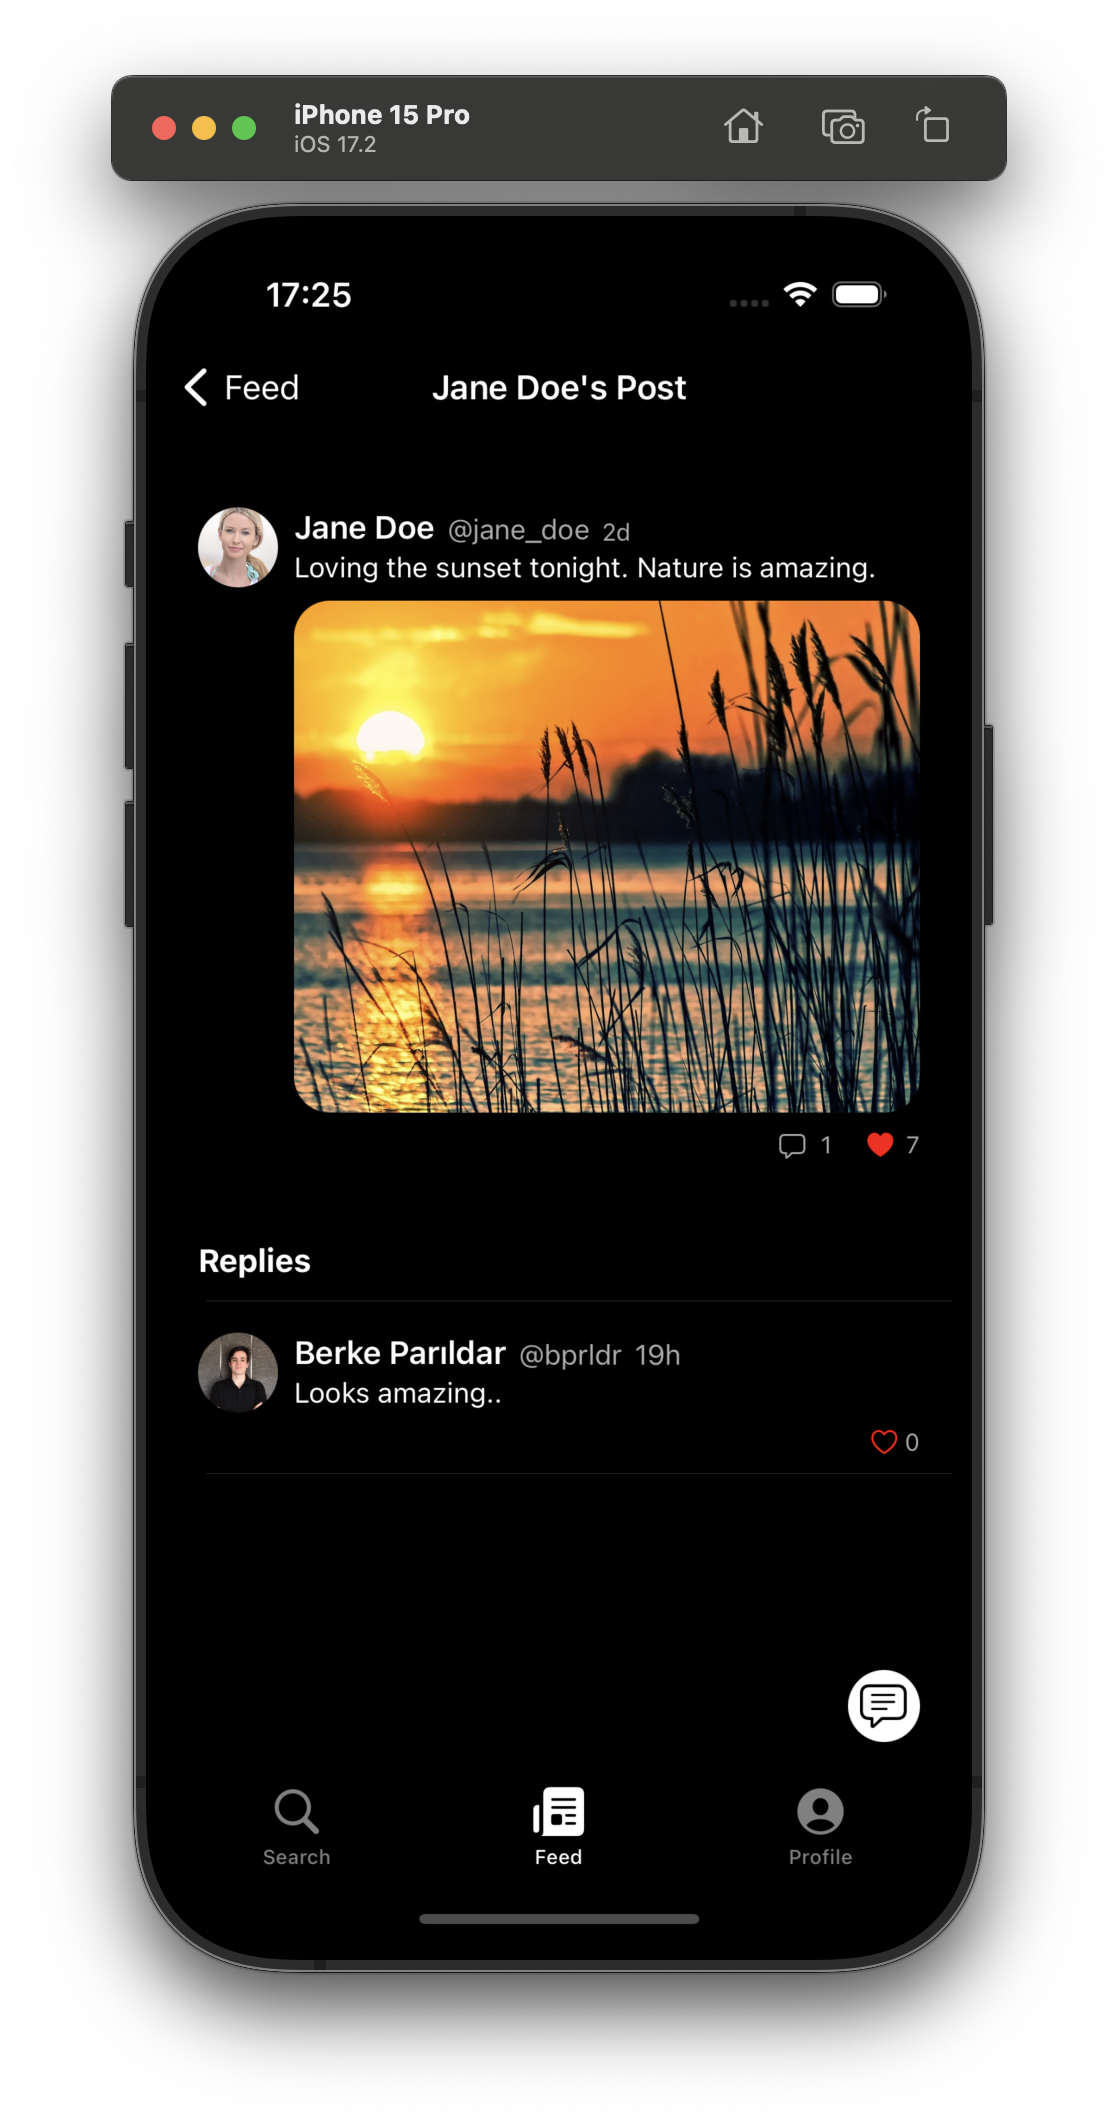 iPhone 15 Pro
iOS 17.2
17:25
Feed
Jane Doe's Post
Jane Doe @jane_doe 2d
Loving the sunset tonight. Nature is amazing.
1 7
Replies
Berke Parıldar @bprldr 19h
Looks amazing..
0
Search Feed Profile